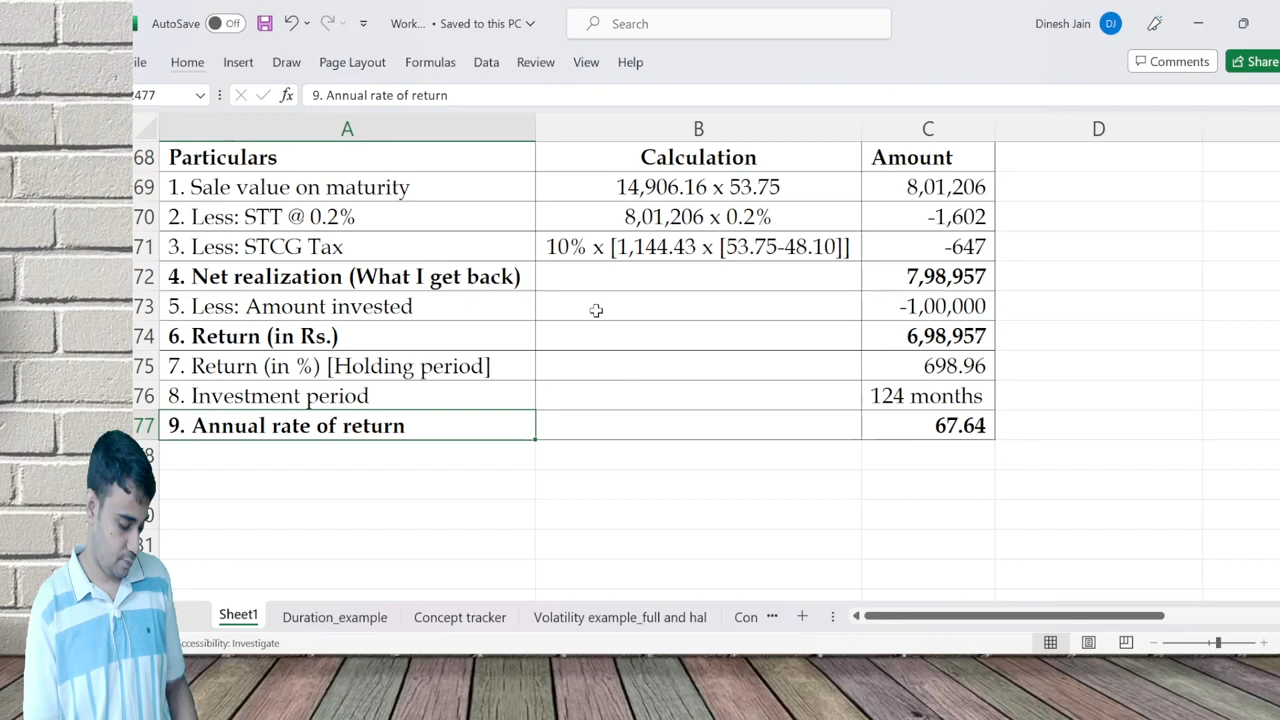 AutoSave Off Work... • Saved to this PC Search Dinesh Jain DJ
ile Home Insert Draw Page Layout Formulas Data Review View Help Comments Share
477 fx 9. Annual rate of return
A B C D
68 Particulars Calculation Amount
69 1. Sale value on maturity 14,906.16 x 53.75 8,01,206
70 2. Less: STT @ 0.2% 8,01,206 x 0.2% -1,602
71 3. Less: STCG Tax 10% x [1,144.43 x [53.75-48.10]] -647
72 4. Net realization (What I get back) 7,98,957
73 5. Less: Amount invested -1,00,000
74 6. Return (in Rs.) 6,98,957
75 7. Return (in %) [Holding period] 698.96
76 8. Investment period 124 months
77 9. Annual rate of return 67.64
8
0
31
Sheet1 Duration_example Concept tracker Volatility example_full and hal Con
ccessibility: Investigate